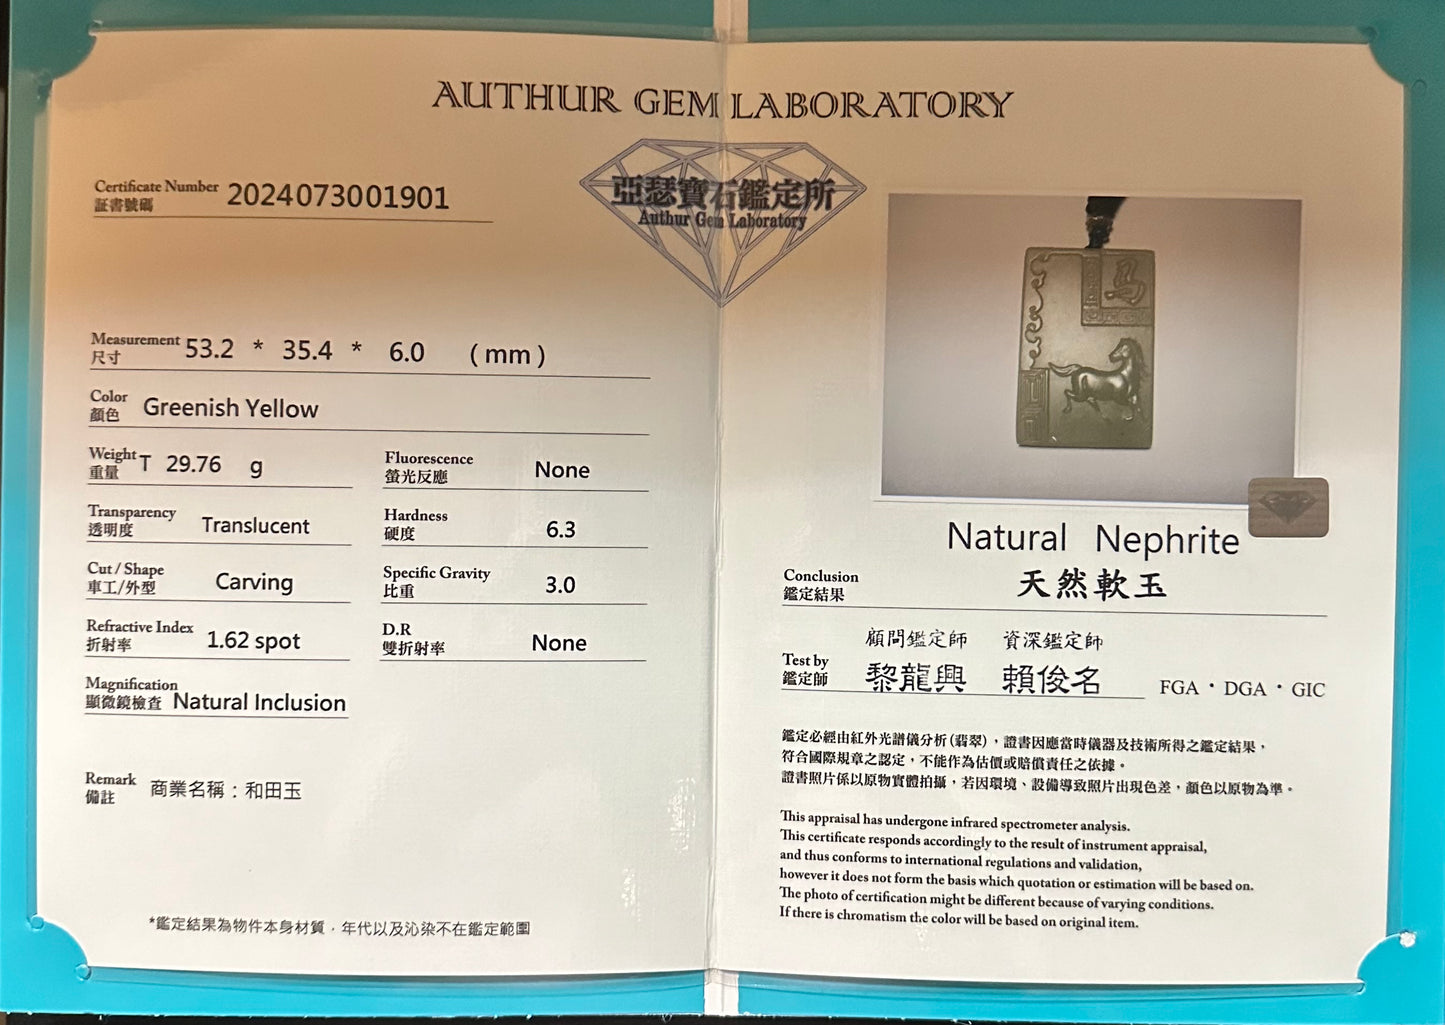 AUTHUR GEM LABORATORY
亞瑟寶石鑑定所
Authur Gem Laboratory
Certificate Number 2024073001901
証書號碼
Measurement 53.2 * 35.4 * 6.0 (mm)
尺寸
Color Greenish Yellow
顏色
Weight T 29.76 g
重量
Fluorescence None
螢光反應
Transparency Translucent
透明度
Hardness 6.3
硬度
Cut / Shape Carving
車工/外型
Specific Gravity 3.0
比重
Refractive Index 1.62 spot
折射率
D.R None
雙折射率
Magnification Natural Inclusion
顯微鏡檢查
Remark 商業名稱：和田玉
備註
*鑑定結果為物件本身材質，年代以及沁染不在鑑定範圍
马
Natural Nephrite
Conclusion 天然軟玉
鑑定結果
顧問鑑定師 資深鑑定師
Test by 黎龍興 賴俊名 FGA・DGA・GIC
鑑定師
鑑定必經由紅外光譜儀分析(翡翠)，證書因應當時儀器及技術所得之鑑定結果，
符合國際規章之認定，不能作為估價或賠償責任之依據。
證書照片係以原物實體拍攝，若因環境、設備導致照片出現色差，顏色以原物為準。
This appraisal has undergone infrared spectrometer analysis.
This certificate responds accordingly to the result of instrument appraisal,
and thus conforms to international regulations and validation,
however it does not form the basis which quotation or estimation will be based on.
The photo of certification might be different because of varying conditions.
If there is chromatism the color will be based on original item.